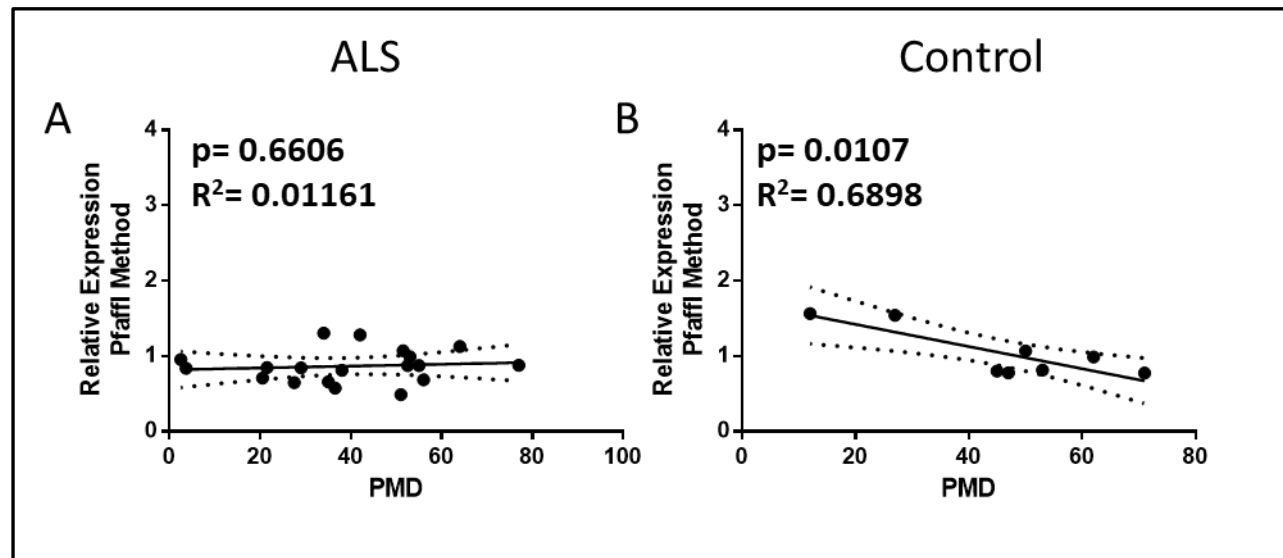 ALS
Control
A
B
p= 0.6606
R²= 0.01161
p= 0.0107
R²= 0.6898
Relative Expression
Pfaffl Method
4
3
2
1
0
0 20 40 60 80 100
PMD
Relative Expression
Pfaffl Method
4
3
2
1
0
0 20 40 60 80
PMD